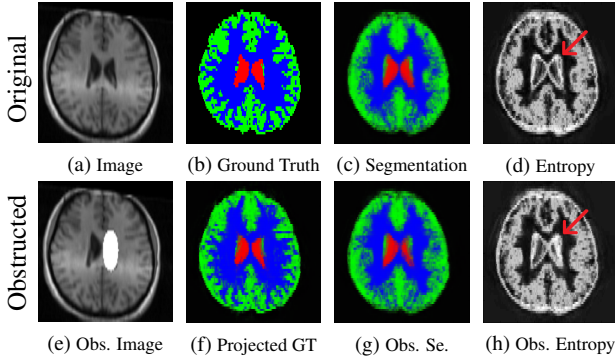 Original
(a) Image (b) Ground Truth (c) Segmentation (d) Entropy
Obstructed
(e) Obs. Image (f) Projected GT (g) Obs. Se. (h) Obs. Entropy